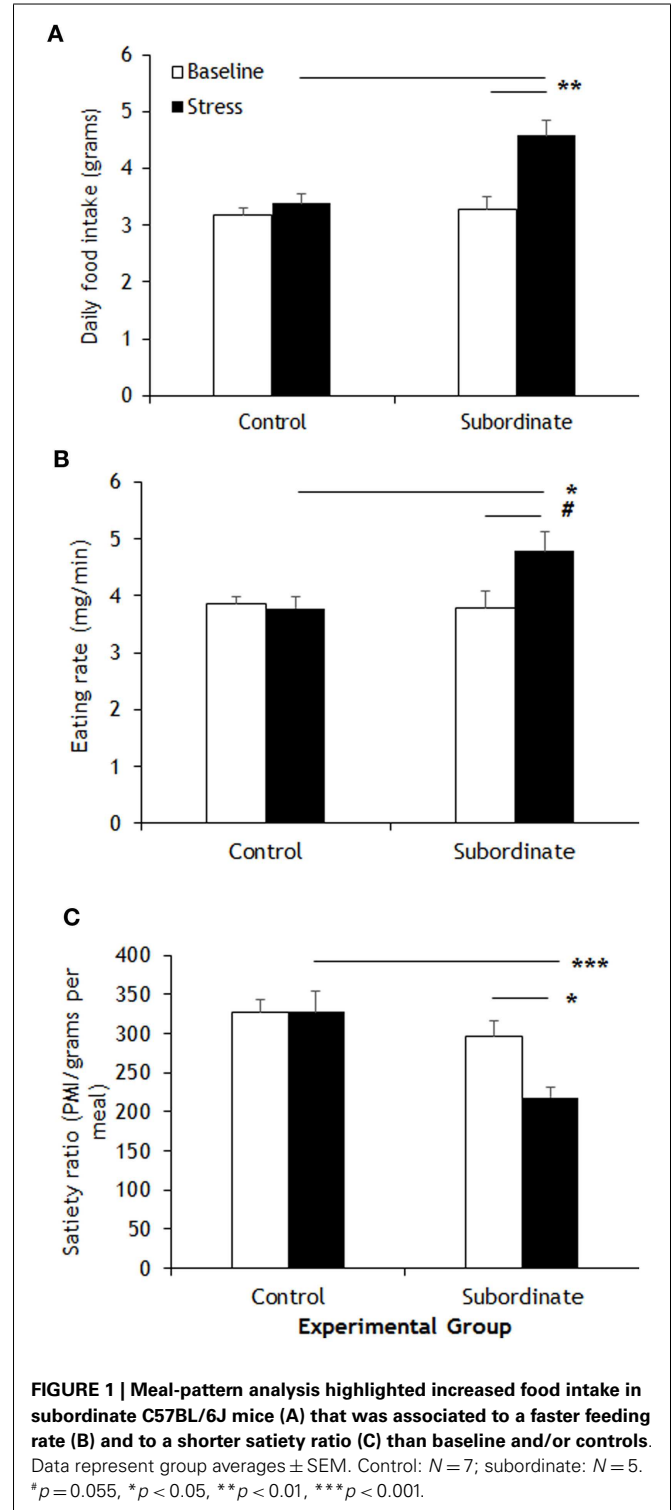 A
6
Baseline
Stress
**
5
4
3
2
1
0
Daily food intake (grams)
Control
Subordinate
B
6
*
#
5
4
3
2
1
0
Eating rate (mg/min)
Control
Subordinate
C
400
***
350
*
300
250
200
150
100
50
0
Satiety ratio (PMI/grams per
meal)
Control
Subordinate
Experimental Group
FIGURE 1 | Meal-pattern analysis highlighted increased food intake in
subordinate C57BL/6J mice (A) that was associated to a faster feeding
rate (B) and to a shorter satiety ratio (C) than baseline and/or controls.
Data represent group averages ± SEM. Control: N = 7; subordinate: N = 5.
#p = 0.055, *p < 0.05, **p < 0.01, ***p < 0.001.